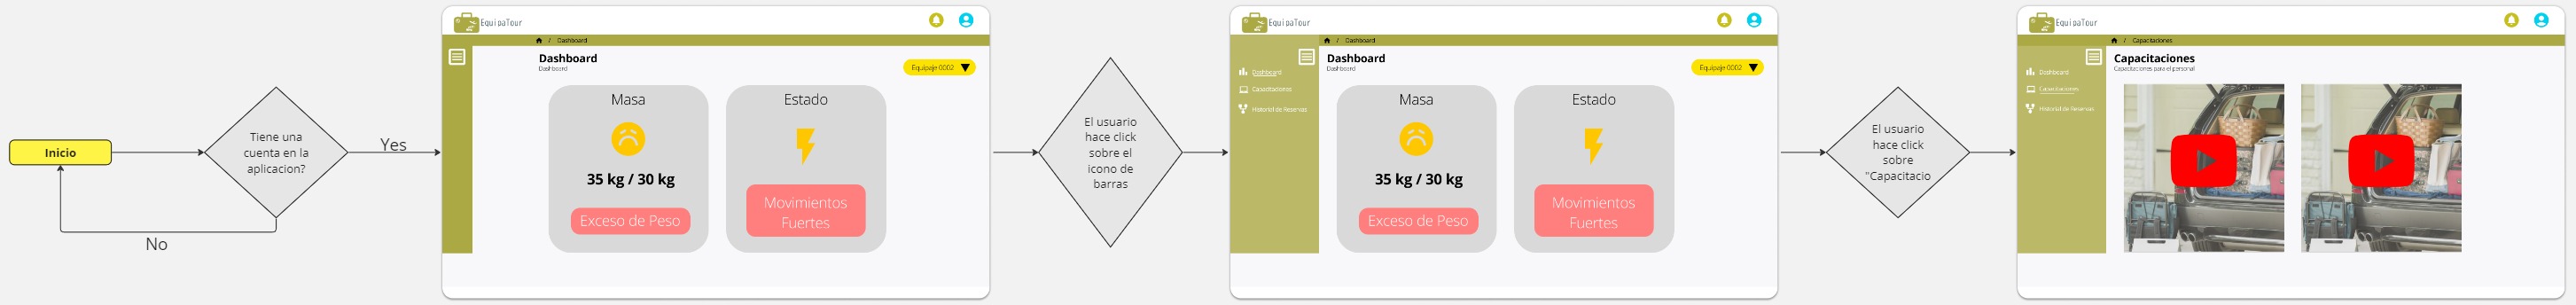 Inicio
Tiene una
cuenta en la
aplicacion?
Yes
No
EquipaTour
/ Dashboard
Dashboard
Dashboard
Equipaje 0002
Masa
35 kg / 30 kg
Exceso de Peso
Estado
Movimientos
Fuertes
El usuario
hace click
sobre el
icono de
barras
EquipaTour
/ Dashboard
Dashboard
Capacitaciones
Historial de Reservas
Dashboard
Dashboard
Equipaje 0002
Masa
35 kg / 30 kg
Exceso de Peso
Estado
Movimientos
Fuertes
El usuario
hace click
sobre
"Capacitacio
EquipaTour
/ Capacitaciones
Dashboard
Capacitaciones
Historial de Reservas
Capacitaciones
Capacitaciones para el personal